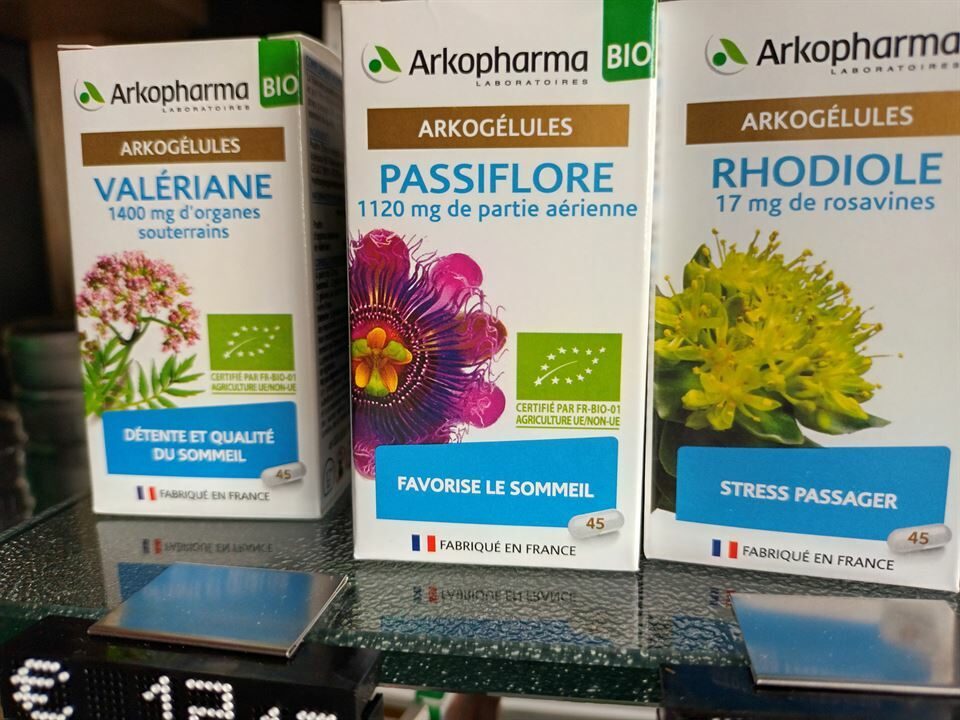 Arkopharma
LABORATOIRES
BIO
ARKOGÉLULES
VALÉRIANE
1400 mg d'organes
souterrains
CERTIFIÉ PAR FR-BIO-01
AGRICULTURE UE/NON-UE
DÉTENTE ET QUALITÉ
DU SOMMEIL
45
FABRIQUÉ EN FRANCE
Arkopharma
LABORATOIRES
BIO
ARKOGÉLULES
PASSIFLORE
1120 mg de partie aérienne
CERTIFIÉ PAR FR-BIO-01
AGRICULTURE UE/NON-UE
FAVORISE LE SOMMEIL
45
FABRIQUÉ EN FRANCE
Arkopharma
LABORATOIRES
ARKOGÉLULES
RHODIOLE
17 mg de rosavines
STRESS PASSAGER
45
FABRIQUÉ EN FRANCE
€